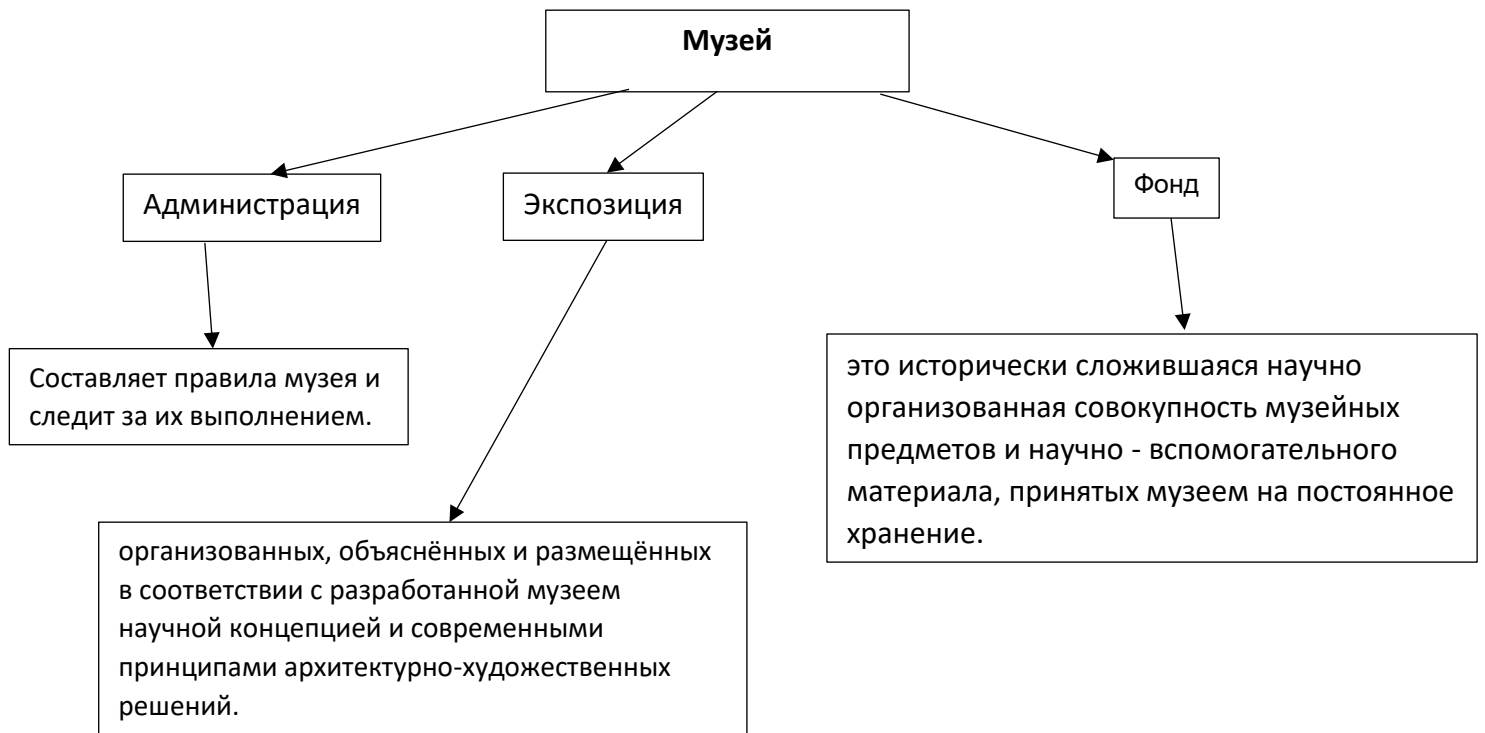 Музей
Администрация
Экспозиция
Фонд
Составляет правила музея и
следит за их выполнением.
это исторически сложившаяся научно
организованная совокупность музейных
предметов и научно - вспомогательного
материала, принятых музеем на постоянное
хранение.
организованных, объяснённых и размещённых
в соответствии с разработанной музеем
научной концепцией и современными
принципами архитектурно-художественных
решений.